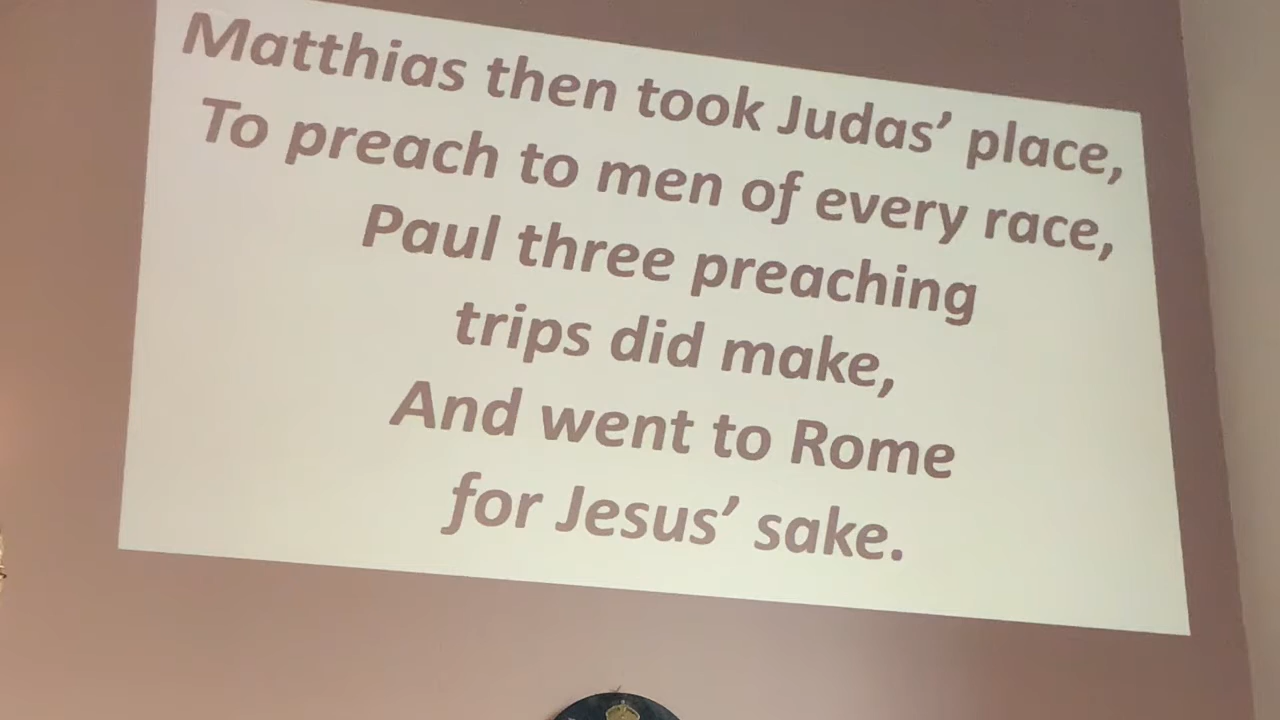 Matthias then took Judas’ place,
To preach to men of every race,
Paul three preaching
trips did make,
And went to Rome
for Jesus’ sake.